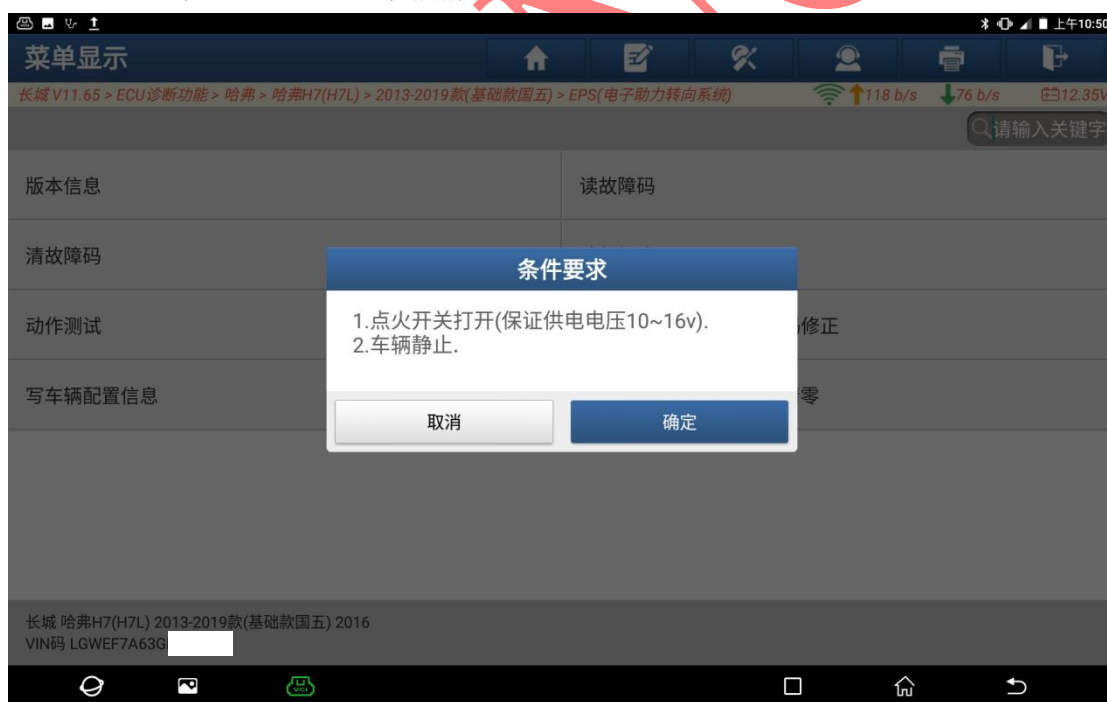 上午10:50
菜单显示
长城 V11.65 > ECU诊断功能 > 哈弗 > 哈弗H7(H7L) > 2013-2019款(基础款国五) > EPS(电子助力转向系统)
118 b/s
76 b/s
12.35V
请输入关键字
版本信息
读故障码
清故障码
条件要求
1.点火开关打开(保证供电电压10~16v).
2.车辆静止.
动作测试
修正
写车辆配置信息
零
取消
确定
长城 哈弗H7(H7L) 2013-2019款(基础款国五) 2016
VIN码 LGWEF7A63G
VCI